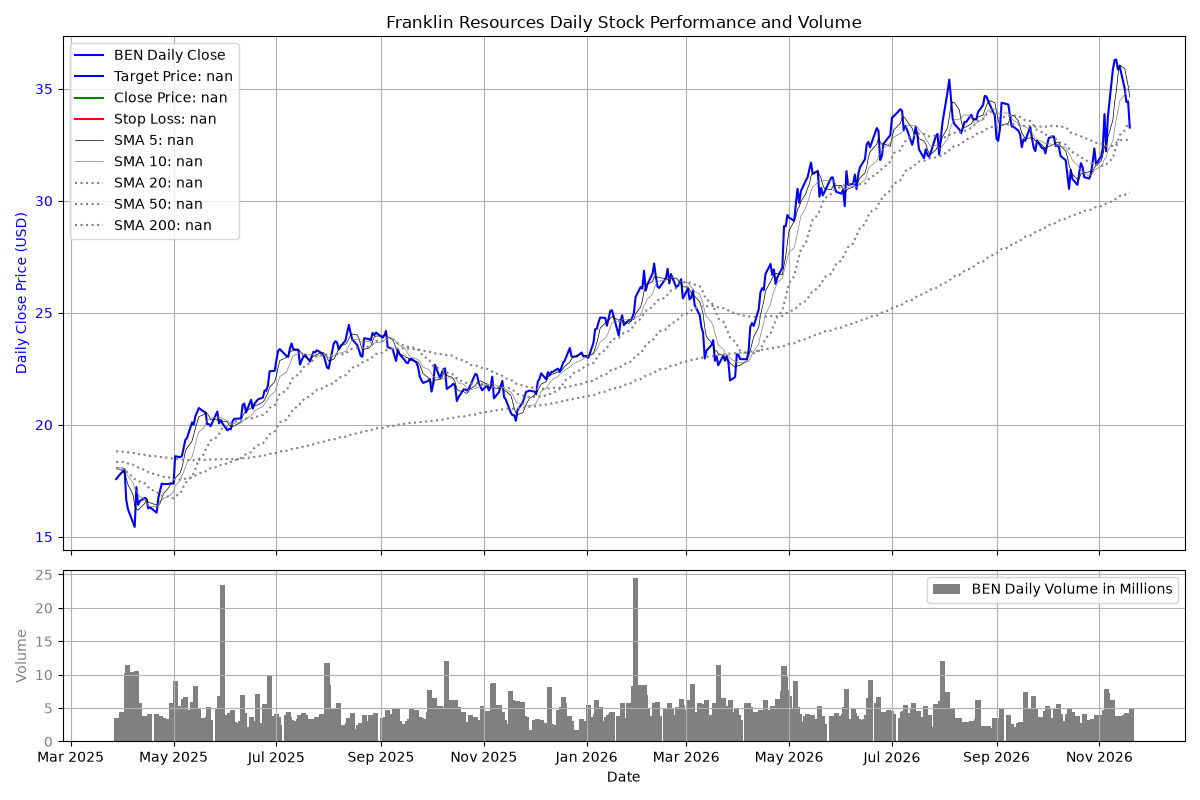 Franklin Resources Daily Stock Performance and Volume
BEN Daily Close
Target Price: nan
Close Price: nan
Stop Loss: nan
SMA 5: nan
SMA 10: nan
SMA 20: nan
SMA 50: nan
SMA 200: nan
Daily Close Price (USD)
35
30
25
20
15
BEN Daily Volume in Millions
Volume
25
20
15
10
5
0
Mar 2025 May 2025 Jul 2025 Sep 2025 Nov 2025 Jan 2026 Mar 2026 May 2026 Jul 2026 Sep 2026 Nov 2026
Date